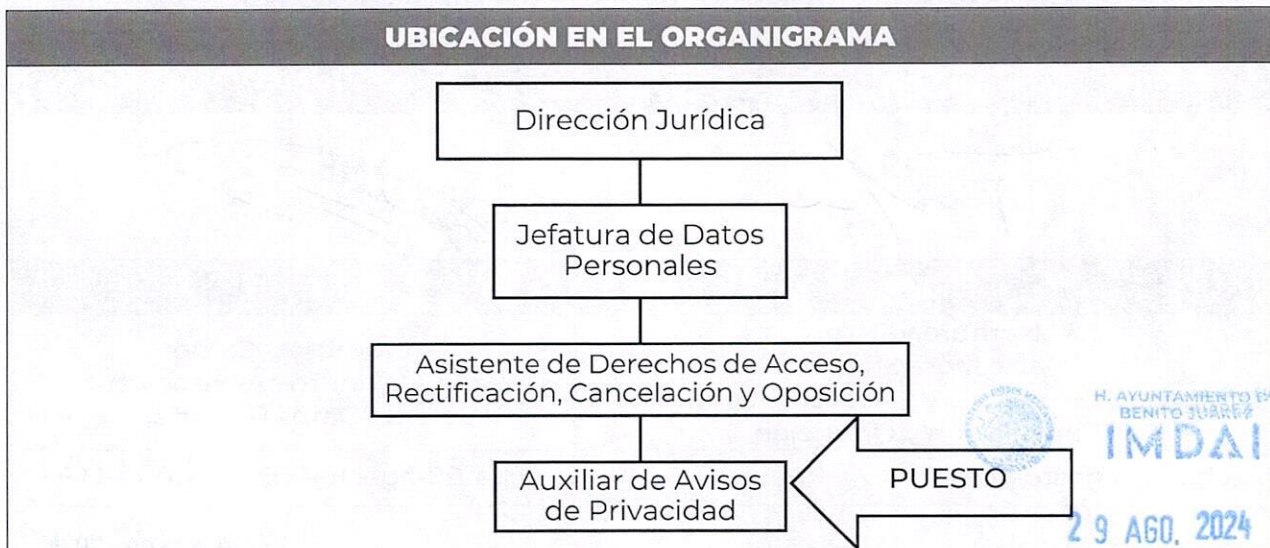 UBICACIÓN EN EL ORGANIGRAMA
Dirección Jurídica
Jefatura de Datos
Personales
Asistente de Derechos de Acceso,
Rectificación, Cancelación y Oposición
H. AYUNTAMIENTO
BENITO JUÁREZ
IMDAI
Auxiliar de Avisos
de Privacidad
PUESTO
29 AGO. 2024